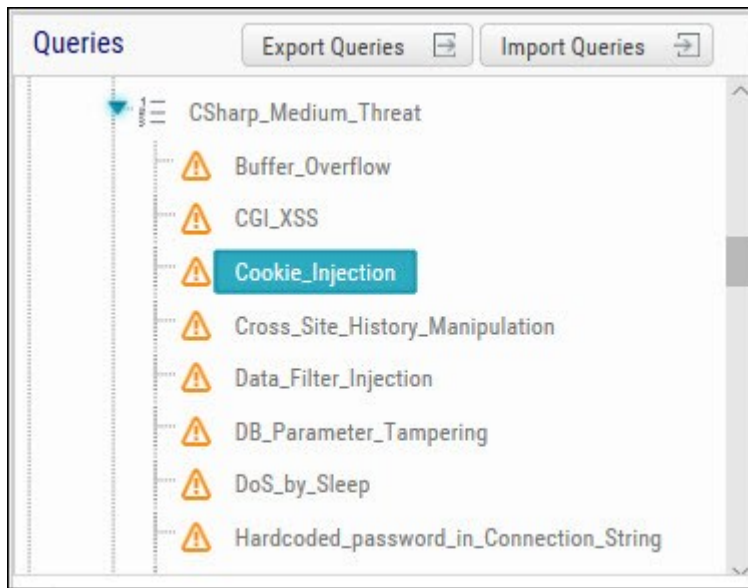 Queries Export Queries Import Queries
CSharp_Medium_Threat
Buffer_Overflow
CGI_XSS
Cookie_Injection
Cross_Site_History_Manipulation
Data_Filter_Injection
DB_Parameter_Tampering
DoS_by_Sleep
Hardcoded_password_in_Connection_String